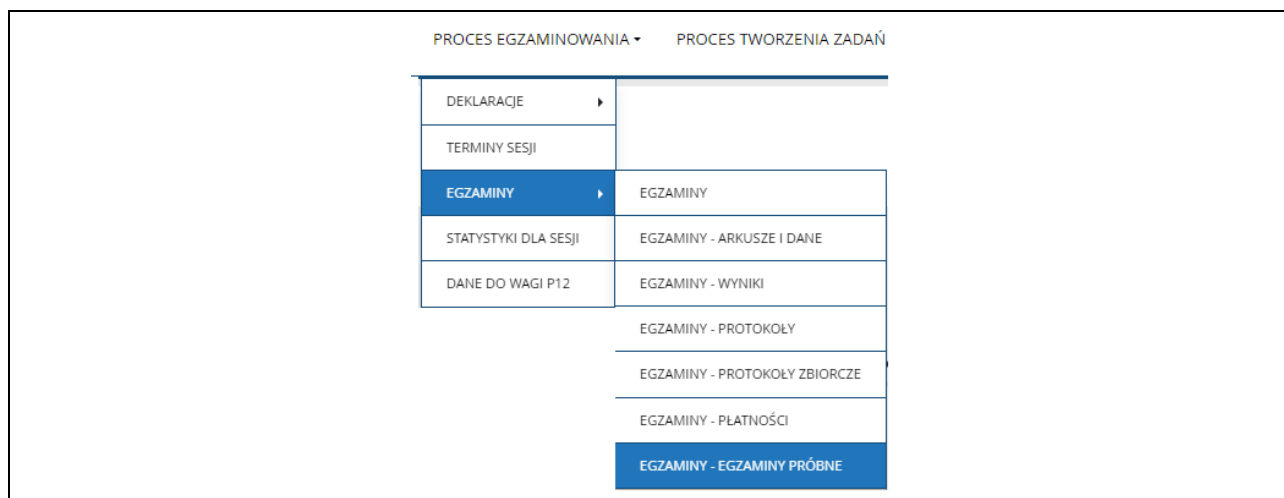 PROCES EGZAMINOWANIA PROCES TWORZENIA ZADAŃ
DEKLARACJE
TERMINY SESJI
EGZAMINY
STATYSTYKI DLA SESJI
DANE DO WAGI P12
EGZAMINY
EGZAMINY - ARKUSZE I DANE
EGZAMINY - WYNIKI
EGZAMINY - PROTOKOŁY
EGZAMINY - PROTOKOŁY ZBIORCZE
EGZAMINY - PŁATNOŚCI
EGZAMINY - EGZAMINY PRÓBNE